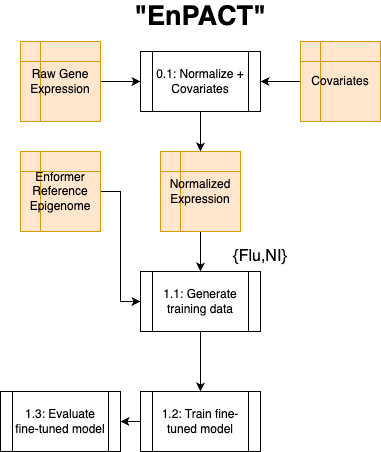 "EnPACT"
Raw Gene
Expression
0.1: Normalize +
Covariates
Covariates
Enformer
Reference
Epigenome
Normalized
Expression
{Flu,NI}
1.1: Generate
training data
1.3: Evaluate
fine-tuned model
1.2: Train fine-
tuned model